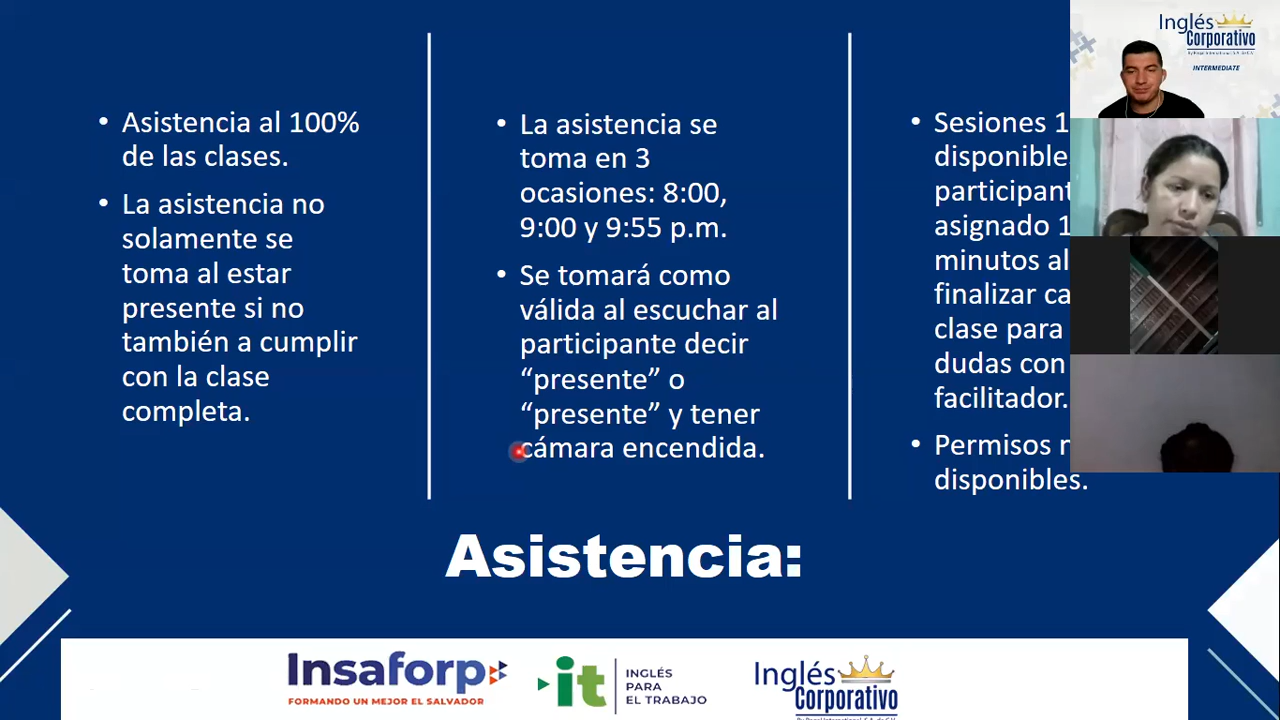 • Asistencia al 100%
de las clases.
• La asistencia no
solamente se
toma al estar
presente si no
también a cumplir
con la clase
completa.
• La asistencia se
toma en 3
ocasiones: 8:00,
9:00 y 9:55 p.m.
• Se tomará como
válida al escuchar al
participante decir
“presente” o
“presente” y tener
cámara encendida.
• Sesiones 1
disponible
participant
asignado 1
minutos al
finalizar ca
clase para
dudas con
facilitador.
• Permisos
disponibles.
Asistencia:
Insaforp
FORMANDO UN MEJOR EL SALVADOR
it
INGLÉS
PARA
EL TRABAJO
Inglés
Corporativo
Inglés
Corporativo
INTERMEDIATE